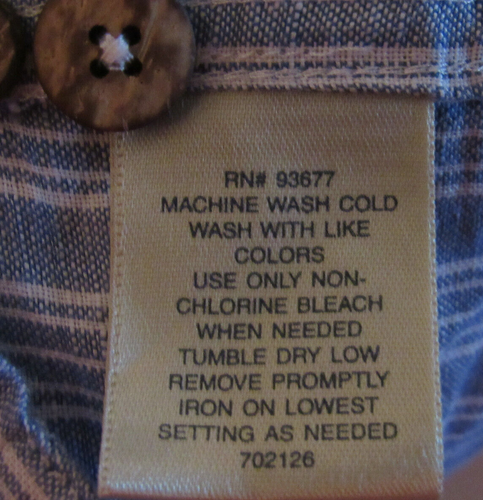 RN# 93677
MACHINE WASH COLD
WASH WITH LIKE
COLORS
USE ONLY NON-
CHLORINE BLEACH
WHEN NEEDED
TUMBLE DRY LOW
REMOVE PROMPTLY
IRON ON LOWEST
SETTING AS NEEDED
702126